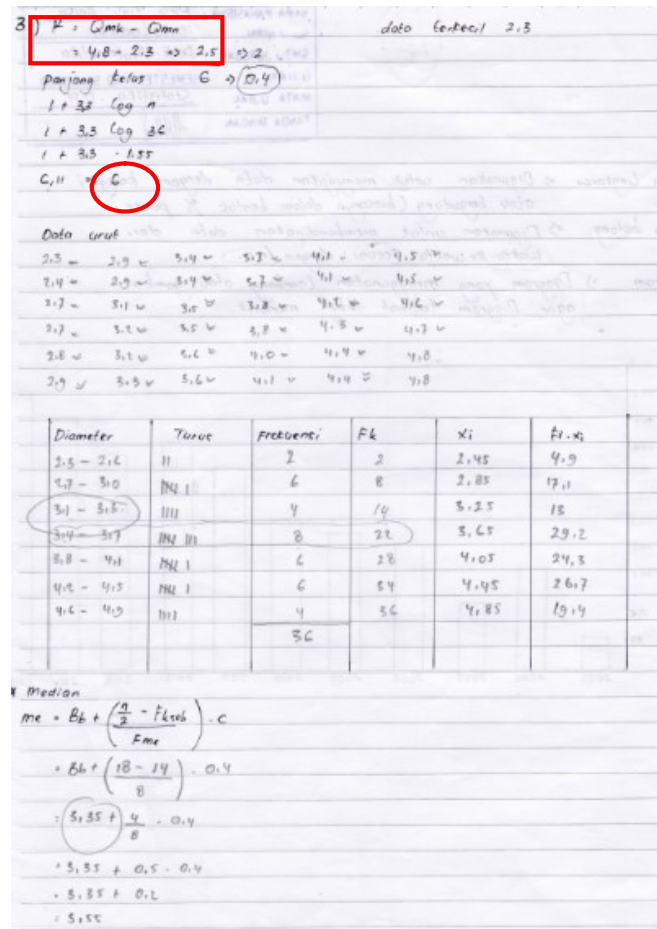 3) R = Qmk - Qmn data terkecil 2.3
= 4,8 - 2.3 => 2,5 => 2
panjang kelas 6 => 0,4
1 + 3,3 log n
1 + 3,3 log 36
1 + 3,3 . 1.55
6,11 = 6
Data urut
2,3 2,9 3,4 3,7 4,1 4,5
2,4 2,9 3,4 3,7 4,1 4,5
2,7 3,1 3,5 3,8 4,2 4,6
2,7 3,2 3,5 3,8 4,3 4,7
2,8 3,2 3,6 4,0 4,4 4,8
2,9 3,3 3,6 4,1 4,4 4,8
Diameter Turus Frekuensi Fk xi Fi.xi
2,3 - 2,6 || 2 2 2,45 4,9
2,7 - 3,0 |||| | 6 8 2,85 17,1
3,1 - 3,3 |||| 4 14 3,25 13
3,4 - 3,7 |||| ||| 8 22 3,65 29,2
3,8 - 4,1 |||| | 6 28 4,05 24,3
4,2 - 4,5 |||| | 6 34 4,45 26,7
4,6 - 4,9 |||| 4 36 4,85 19,4
36
Median
me = Bb + (n/2 - Fkseb / Fme) . C
= Bb + (18 - 14 / 8) . 0,4
= 3,35 + 4/8 . 0,4
= 3,35 + 0,5 . 0,4
= 3,35 + 0,2
= 3,55